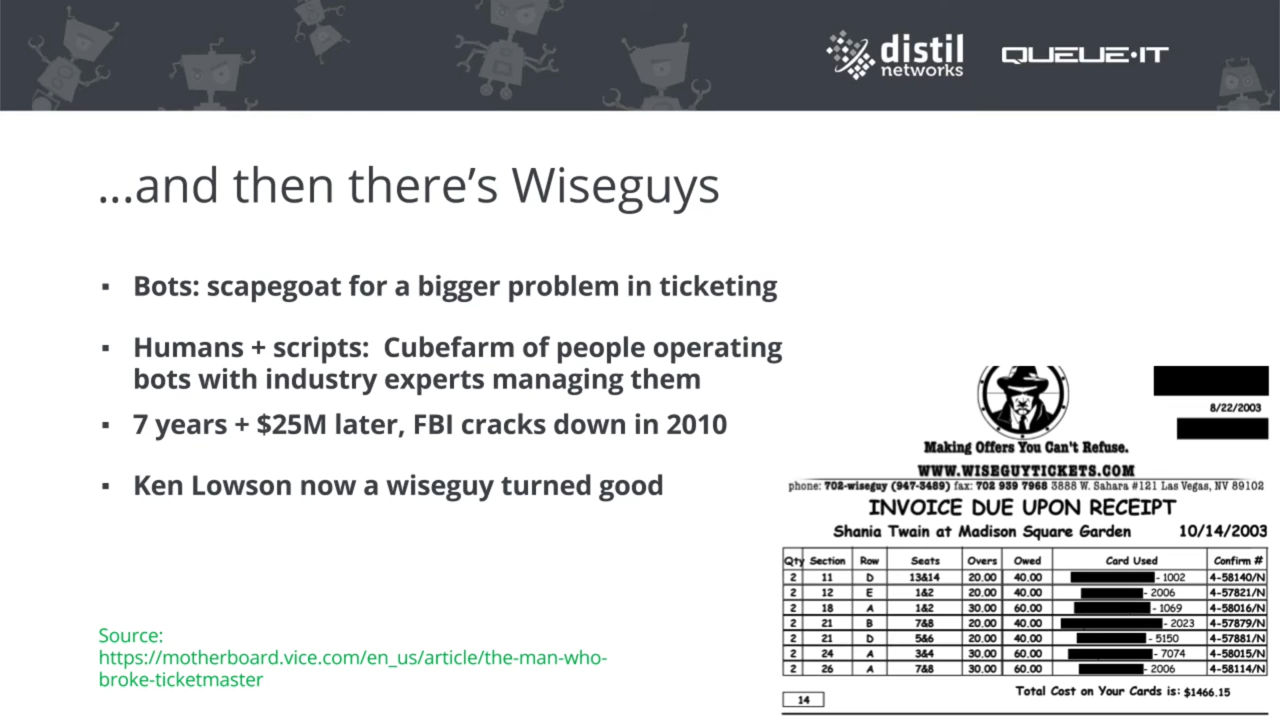 distil
networks
QUEUE·IT
...and then there's Wiseguys
▪ Bots: scapegoat for a bigger problem in ticketing
▪ Humans + scripts: Cubefarm of people operating
bots with industry experts managing them
▪ 7 years + $25M later, FBI cracks down in 2010
▪ Ken Lowson now a wiseguy turned good
Source:
https://motherboard.vice.com/en_us/article/the-man-who-
broke-ticketmaster
8/22/2003
Making Offers You Can't Refuse.
WWW.WISEGUYTICKETS.COM
phone: 702-wiseguy (947-3489) fax: 702 939 7968 3888 W. Sahara #121 Las Vegas, NV 89102
INVOICE DUE UPON RECEIPT
Shania Twain at Madison Square Garden 10/14/2003
Qty Section Row Seats Overs Owed Card Used Confirm #
2 11 D 13&14 20.00 40.00 - 1002 4-58140/N
2 12 E 1&2 20.00 40.00 - 2006 4-57821/N
2 18 A 1&2 30.00 60.00 - 1069 4-58016/N
2 21 B 7&8 20.00 40.00 - 2023 4-57879/N
2 21 D 5&6 20.00 40.00 - 5150 4-57881/N
2 24 A 3&4 30.00 60.00 - 7074 4-58015/N
2 26 A 7&8 30.00 60.00 - 2006 4-58114/N
14 Total Cost on Your Cards is: $1466.15